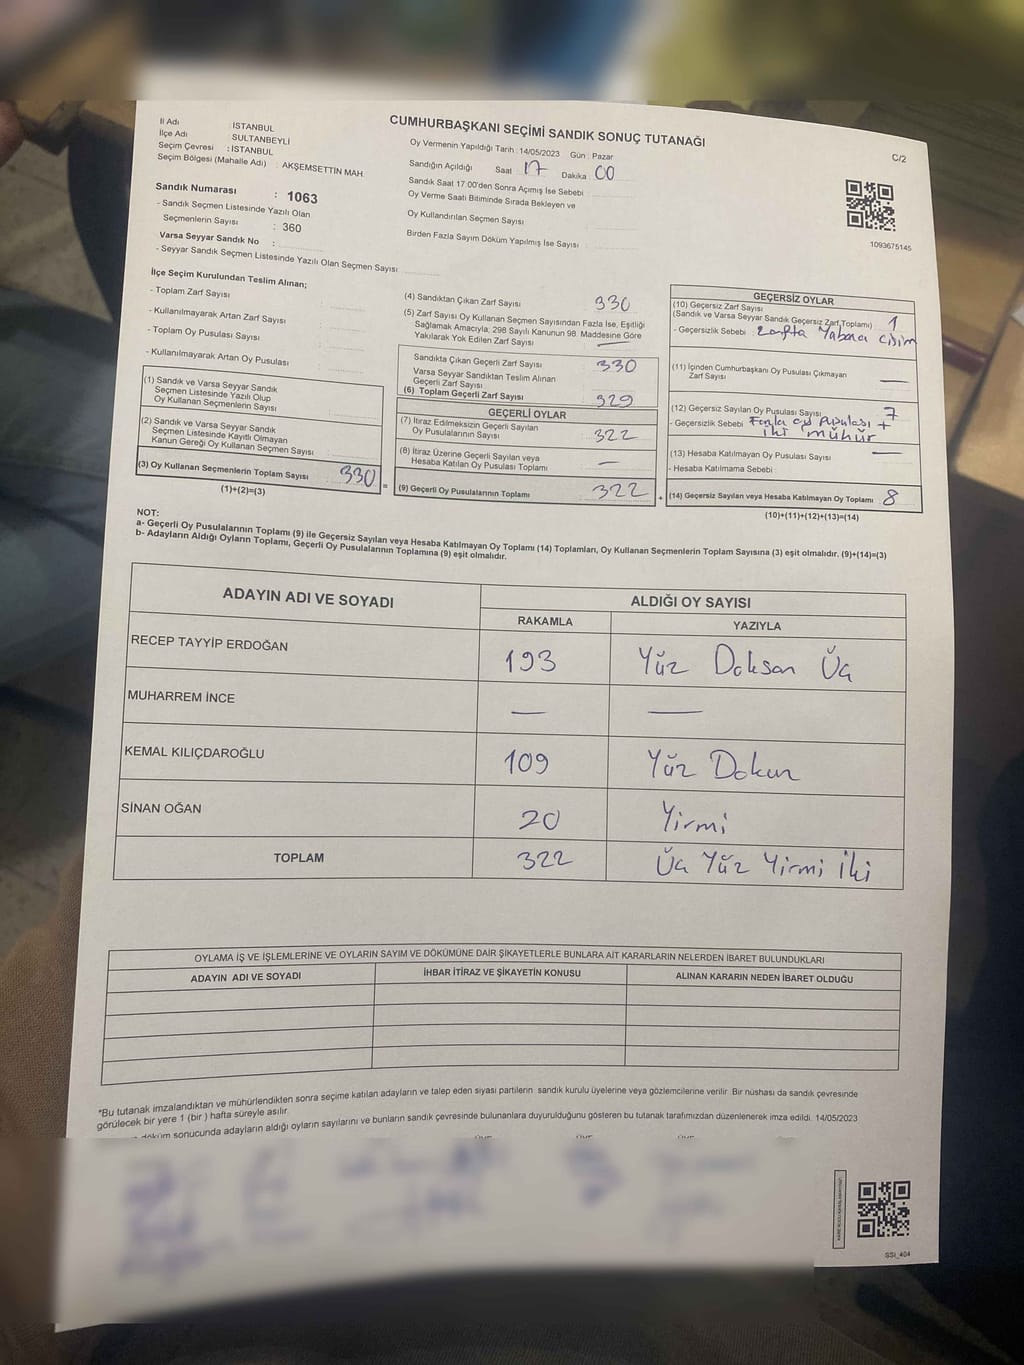 CUMHURBAŞKANI SEÇİMİ SANDIK SONUÇ TUTANAĞI
C/2
İl Adı : İSTANBUL
İlçe Adı : SULTANBEYLİ
Seçim Çevresi : İSTANBUL
Seçim Bölgesi (Mahalle Adı) : AKŞEMSETTİN MAH.
Sandık Numarası : 1063
- Sandık Seçmen Listesinde Yazılı Olan
Seçmenlerin Sayısı : 360
Varsa Seyyar Sandık No :
- Seyyar Sandık Seçmen Listesinde Yazılı Olan Seçmen Sayısı
Oy Vermenin Yapıldığı Tarih : 14/05/2023 Gün : Pazar
Sandığın Açıldığı Saat 17 Dakika 00
Sandık Saat 17.00'den Sonra Açımış İse Sebebi
Oy Verme Saati Bitiminde Sırada Bekleyen ve
Oy Kullandırılan Seçmen Sayısı
Birden Fazla Sayım Döküm Yapılmış İse Sayısı
1093675145
İlçe Seçim Kurulundan Teslim Alınan;
- Toplam Zarf Sayısı
- Kullanılmayarak Artan Zarf Sayısı
- Toplam Oy Pusulası Sayısı
- Kullanılmayarak Artan Oy Pusulası
(1) Sandık ve Varsa Seyyar Sandık
Seçmen Listesinde Yazılı Olup
Oy Kullanan Seçmenlerin Sayısı
(2) Sandık ve Varsa Seyyar Sandık
Seçmen Listesinde Kayıtlı Olmayan
Kanun Gereği Oy Kullanan Seçmen Sayısı
(3) Oy Kullanan Seçmenlerin Toplam Sayısı 330
(1)+(2)=(3)
(4) Sandıktan Çıkan Zarf Sayısı 330
(5) Zarf Sayısı Oy Kullanan Seçmen Sayısından Fazla İse, Eşitliği
Sağlamak Amacıyla; 298 Sayılı Kanunun 98. Maddesine Göre
Yakılarak Yok Edilen Zarf Sayısı —
Sandıkta Çıkan Geçerli Zarf Sayısı 330
Varsa Seyyar Sandıktan Teslim Alınan
Geçerli Zarf Sayısı
(6) Toplam Geçerli Zarf Sayısı 329
GEÇERLİ OYLAR
(7) İtiraz Edilmeksizin Geçerli Sayılan
Oy Pusulalarının Sayısı 322
(8) İtiraz Üzerine Geçerli Sayılan veya
Hesaba Katılan Oy Pusulası Toplamı —
(9) Geçerli Oy Pusulalarının Toplamı 322
GEÇERSİZ OYLAR
(10) Geçersiz Zarf Sayısı
(Sandık ve Varsa Seyyar Sandık Geçersiz Zarf Toplamı) 1
- Geçersizlik Sebebi : Zarfta Yabancı cisim
(11) İçinden Cumhurbaşkanı Oy Pusulası Çıkmayan
Zarf Sayısı —
(12) Geçersiz Sayılan Oy Pusulası Sayısı 7
- Geçersizlik Sebebi Fazla oy Pusulası +
iki mühür
(13) Hesaba Katılmayan Oy Pusulası Sayısı —
- Hesaba Katılmama Sebebi
(14) Geçersiz Sayılan veya Hesaba Katılmayan Oy Toplamı 8
(10)+(11)+(12)+(13)=(14)
NOT:
a- Geçerli Oy Pusulalarının Toplamı (9) ile Geçersiz Sayılan veya Hesaba Katılmayan Oy Toplamı (14) Toplamları, Oy Kullanan Seçmenlerin Toplam Sayısına (3) eşit olmalıdır. (9)+(14)=(3)
b- Adayların Aldığı Oyların Toplamı, Geçerli Oy Pusulalarının Toplamına (9) eşit olmalıdır.
ADAYIN ADI VE SOYADI ALDIĞI OY SAYISI
RAKAMLA YAZIYLA
RECEP TAYYİP ERDOĞAN 193 Yüz Doksan Üç
MUHARREM İNCE — —
KEMAL KILIÇDAROĞLU 109 Yüz Dokuz
SİNAN OĞAN 20 Yirmi
TOPLAM 322 Üç Yüz Yirmi İki
OYLAMA İŞ VE İŞLEMLERİNE VE OYLARIN SAYIM VE DÖKÜMÜNE DAİR ŞİKAYETLERLE BUNLARA AİT KARARLARIN NELERDEN İBARET BULUNDUKLARI
ADAYIN ADI VE SOYADI İHBAR İTİRAZ VE ŞİKAYETİN KONUSU ALINAN KARARIN NEDEN İBARET OLDUĞU
*Bu tutanak imzalandıktan ve mühürlendikten sonra seçime katılan adayların ve talep eden siyasi partilerin sandık kurulu üyelerine veya gözlemcilerine verilir. Bir nüshası da sandık çevresinde
görülecek bir yere 1 (bir ) hafta süreyle asılır.
döküm sonucunda adayların aldığı oyların sayılarını ve bunların sandık çevresinde bulunanlara duyurulduğunu gösteren bu tutanak tarafımızdan düzenlenerek imza edildi. 14/05/2023
SSI_404